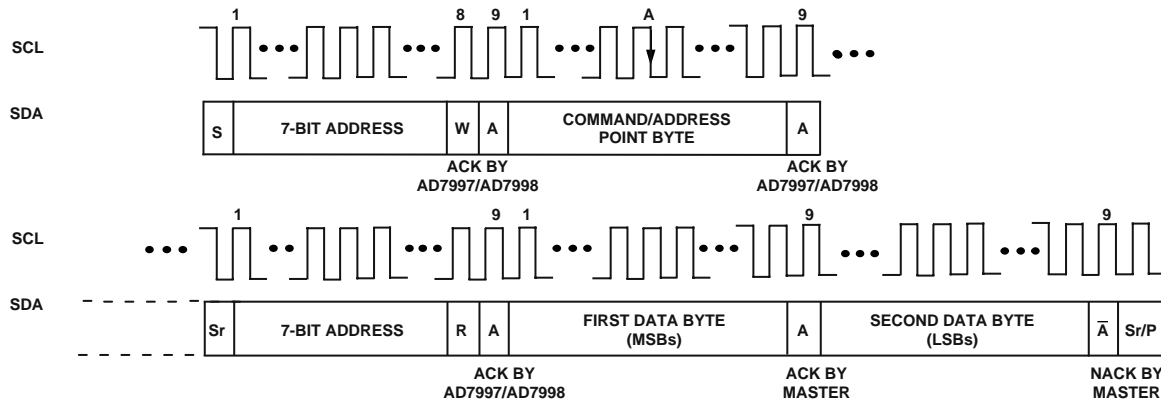 1 8 9 1 A 9
SCL
SDA
S 7-BIT ADDRESS W A COMMAND/ADDRESS POINT BYTE A
ACK BY AD7997/AD7998
ACK BY AD7997/AD7998
1 9 1 9 9
SCL
SDA
Sr 7-BIT ADDRESS R A FIRST DATA BYTE (MSBs) A SECOND DATA BYTE (LSBs) A̅ Sr/P
ACK BY AD7997/AD7998
ACK BY MASTER
NACK BY MASTER